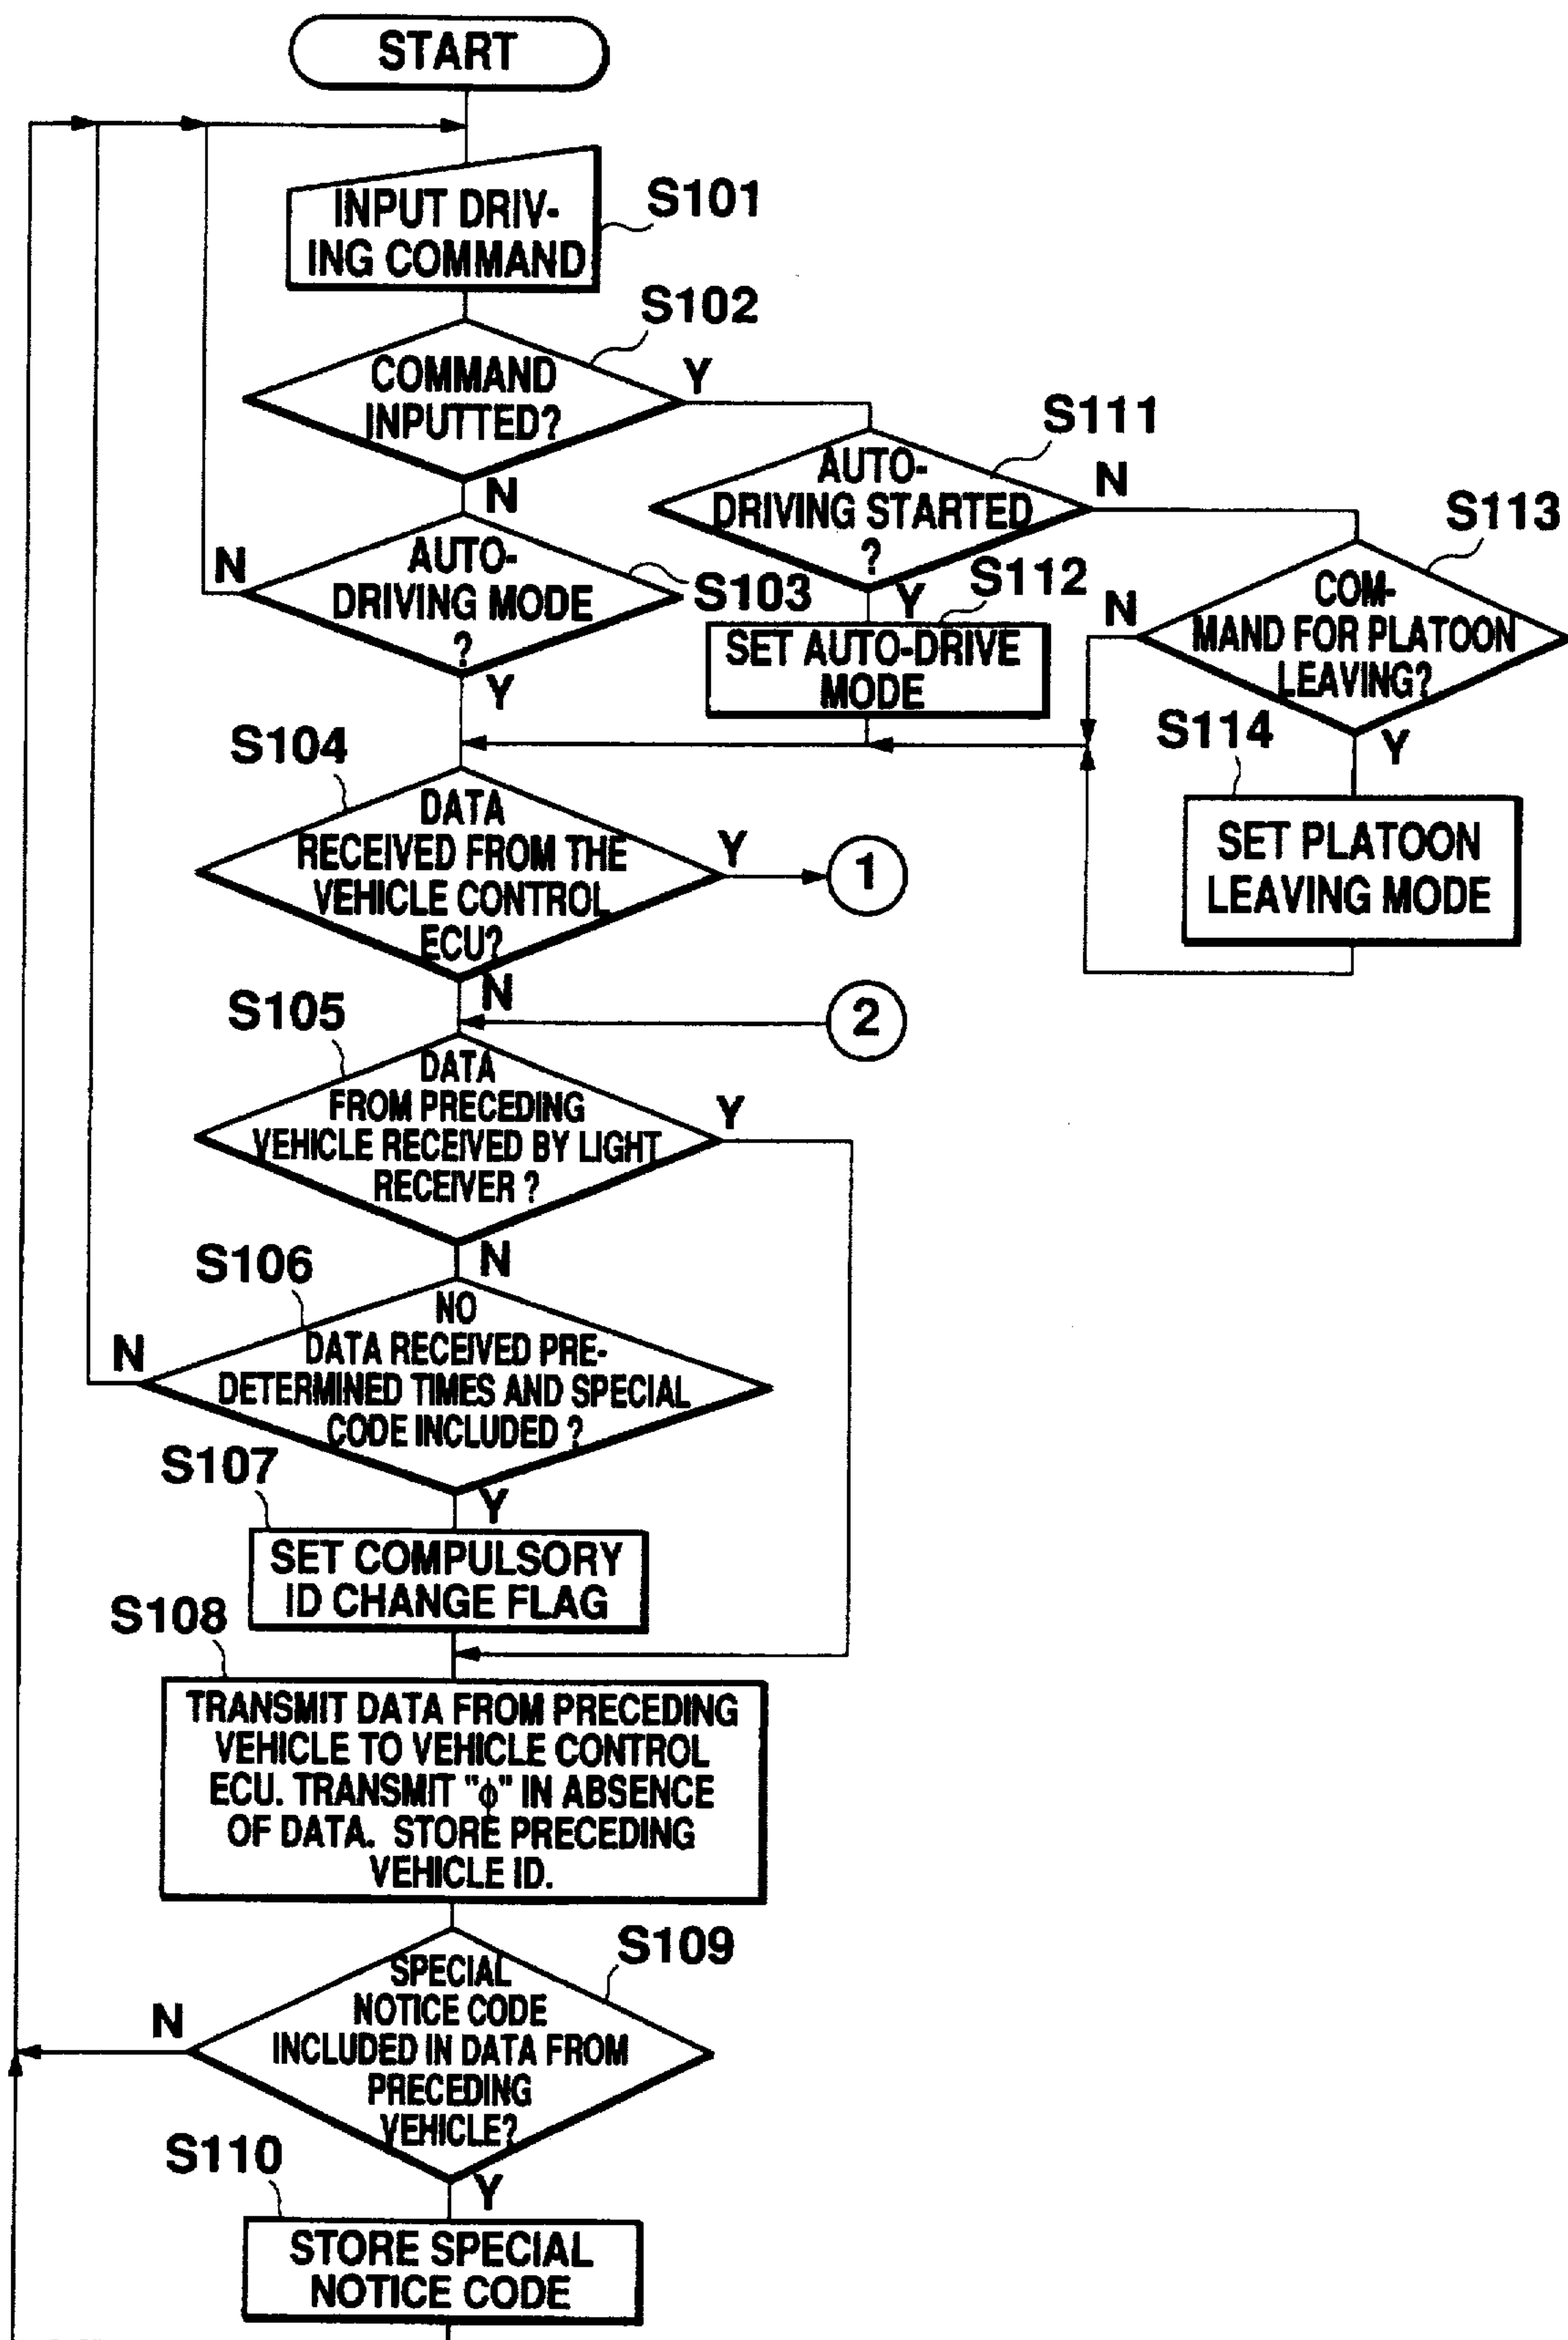 START
INPUT DRIV-
ING COMMAND
S101
S102
COMMAND
INPUTTED?
Y
N
S111
AUTO-
DRIVING STARTED
?
N
Y
S103
AUTO-
DRIVING MODE
?
N
Y
S112
SET AUTO-DRIVE
MODE
S113
COM-
MAND FOR PLATOON
LEAVING?
N
Y
S114
SET PLATOON
LEAVING MODE
S104
DATA
RECEIVED FROM THE
VEHICLE CONTROL
ECU?
Y
1
N
2
S105
DATA
FROM PRECEDING
VEHICLE RECEIVED BY LIGHT
RECEIVER ?
Y
N
S106
NO
DATA RECEIVED PRE-
DETERMINED TIMES AND SPECIAL
CODE INCLUDED ?
N
Y
S107
SET COMPULSORY
ID CHANGE FLAG
S108
TRANSMIT DATA FROM PRECEDING
VEHICLE TO VEHICLE CONTROL
ECU. TRANSMIT "ϕ" IN ABSENCE
OF DATA. STORE PRECEDING
VEHICLE ID.
S109
SPECIAL
NOTICE CODE
INCLUDED IN DATA FROM
PRECEDING
VEHICLE?
N
Y
S110
STORE SPECIAL
NOTICE CODE